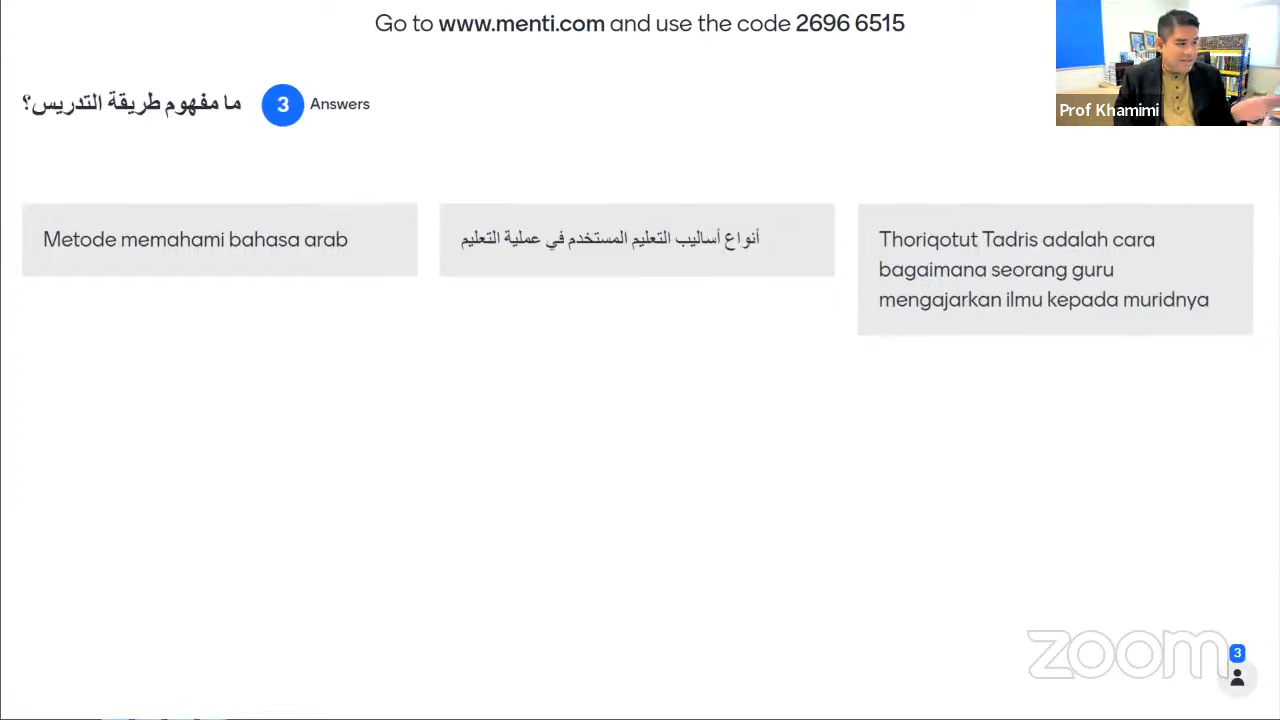 Go to www.menti.com and use the code 2696 6515
Prof Khamimi
ما مفهوم طريقة التدريس؟
3 Answers
Metode memahami bahasa arab
أنواع أساليب التعليم المستخدم في عملية التعليم
Thoriqotut Tadris adalah cara
bagaimana seorang guru
mengajarkan ilmu kepada muridnya
zoom
3